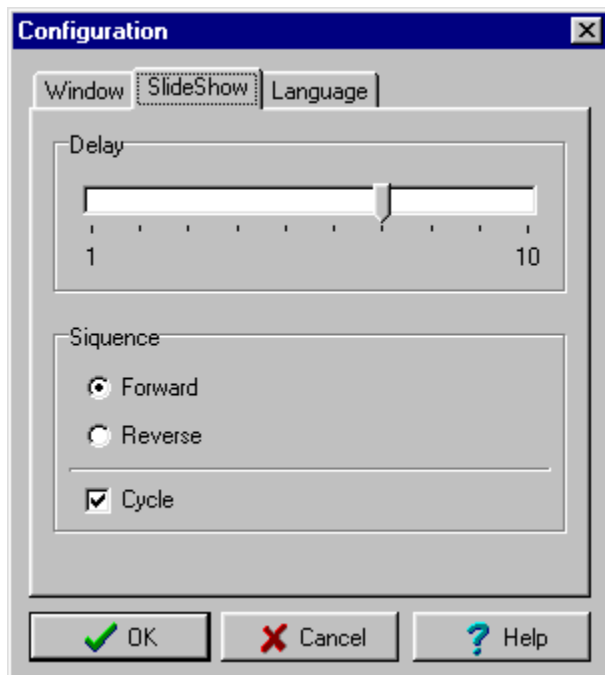 Configuration
Window SlideShow Language
Delay
1 10
Siquence
Forward
Reverse
Cycle
OK Cancel ? Help